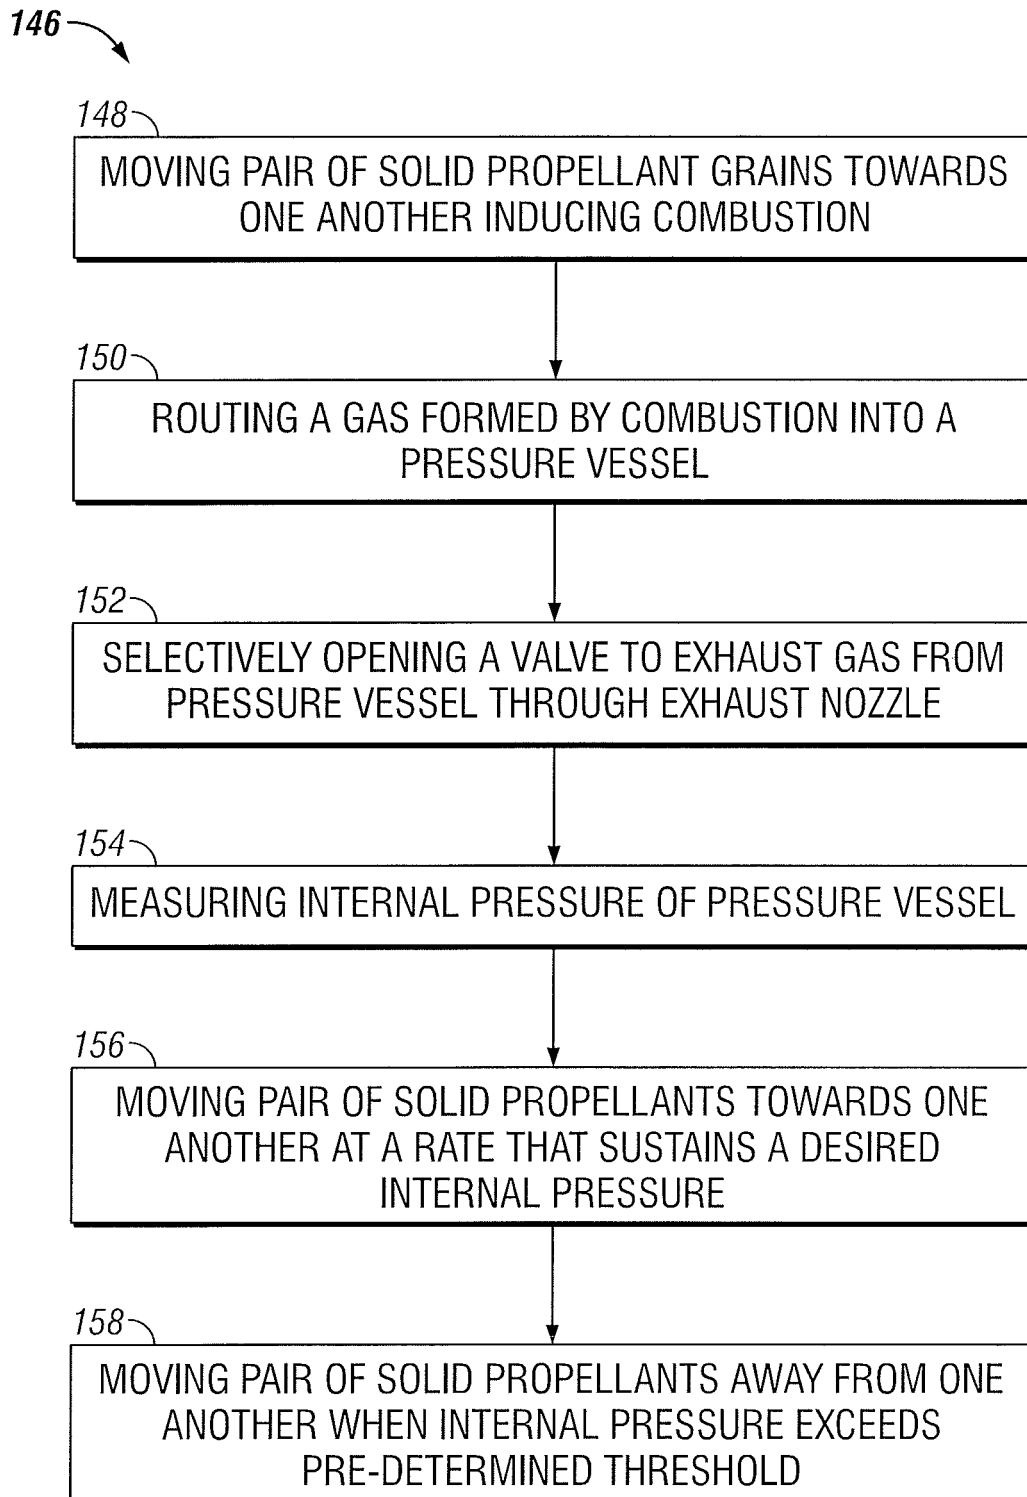 146
148
MOVING PAIR OF SOLID PROPELLANT GRAINS TOWARDS
ONE ANOTHER INDUCING COMBUSTION
150
ROUTING A GAS FORMED BY COMBUSTION INTO A
PRESSURE VESSEL
152
SELECTIVELY OPENING A VALVE TO EXHAUST GAS FROM
PRESSURE VESSEL THROUGH EXHAUST NOZZLE
154
MEASURING INTERNAL PRESSURE OF PRESSURE VESSEL
156
MOVING PAIR OF SOLID PROPELLANTS TOWARDS ONE
ANOTHER AT A RATE THAT SUSTAINS A DESIRED
INTERNAL PRESSURE
158
MOVING PAIR OF SOLID PROPELLANTS AWAY FROM ONE
ANOTHER WHEN INTERNAL PRESSURE EXCEEDS
PRE-DETERMINED THRESHOLD